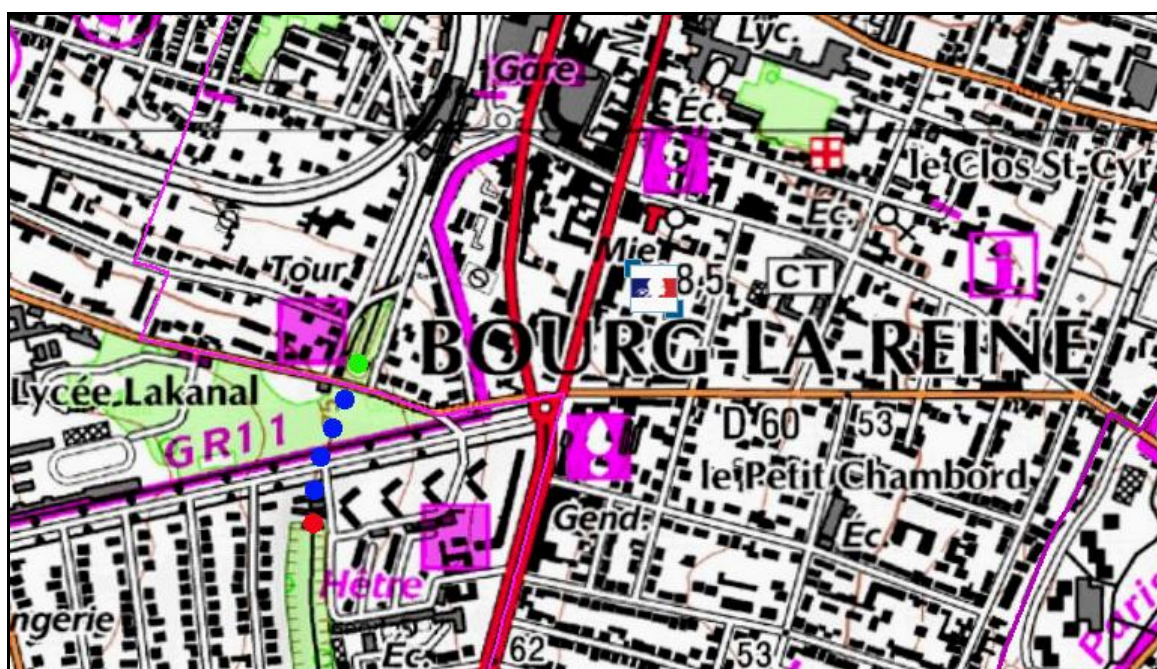 Lyc.
Gare
Éc.
le Clos St-Cyr
Éc.
Mie
8,5
CT
Tour
BOURG-LA-REINE
Lycée Lakanal
GR11
D 60
53
le Petit Chambord
Gend.
Éc.
Hêtre
ngerie
Éc.
62
53
Paris